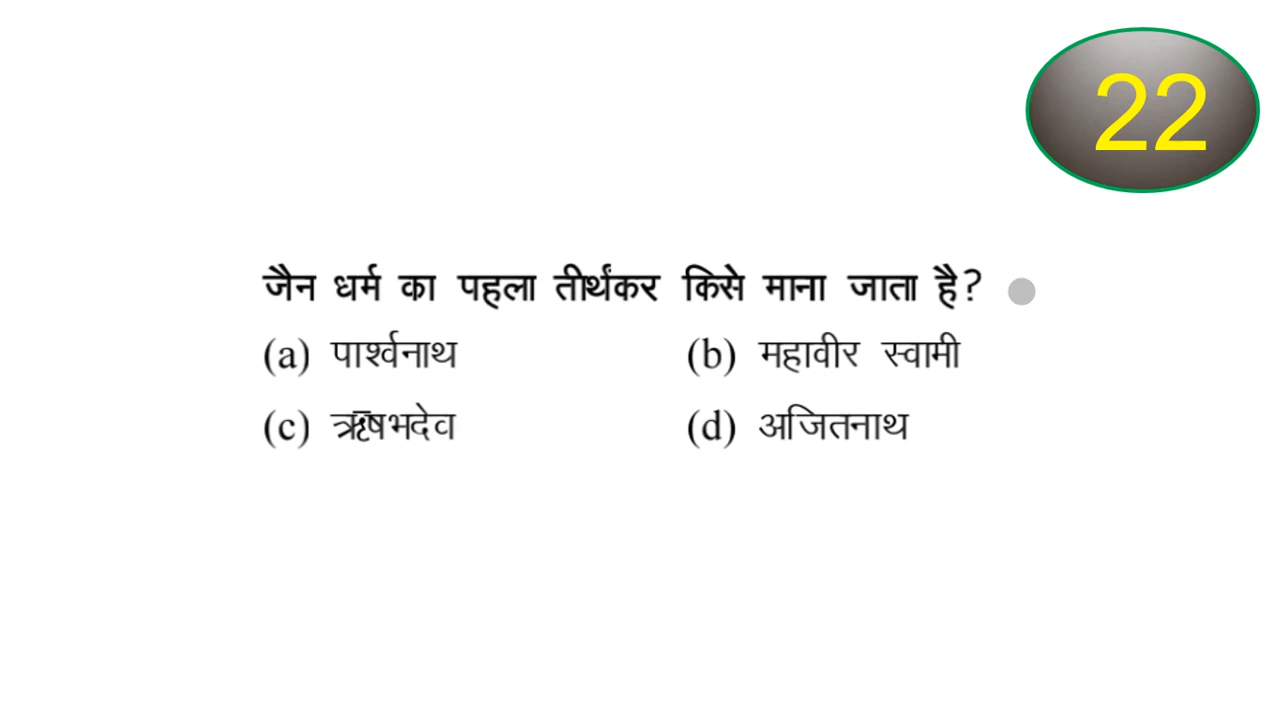 22
जैन धर्म का पहला तीर्थंकर किसे माना जाता है?
(a) पार्श्वनाथ (b) महावीर स्वामी
(c) ऋषभदेव (d) अजितनाथ